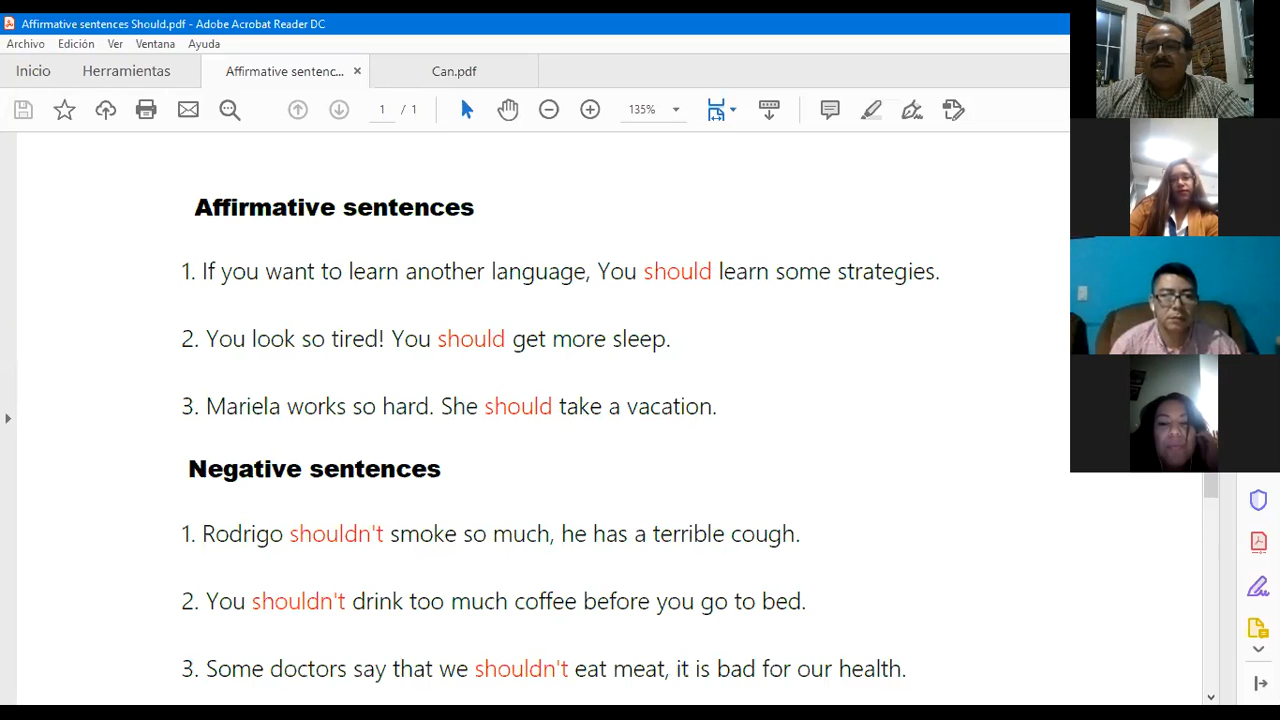 Affirmative sentences Should.pdf - Adobe Acrobat Reader DC
Archivo Edición Ver Ventana Ayuda
Inicio Herramientas Affirmative sentenc... × Can.pdf
1 / 1 135%
Affirmative sentences
1. If you want to learn another language, You should learn some strategies.
2. You look so tired! You should get more sleep.
3. Mariela works so hard. She should take a vacation.
Negative sentences
1. Rodrigo shouldn't smoke so much, he has a terrible cough.
2. You shouldn't drink too much coffee before you go to bed.
3. Some doctors say that we shouldn't eat meat, it is bad for our health.